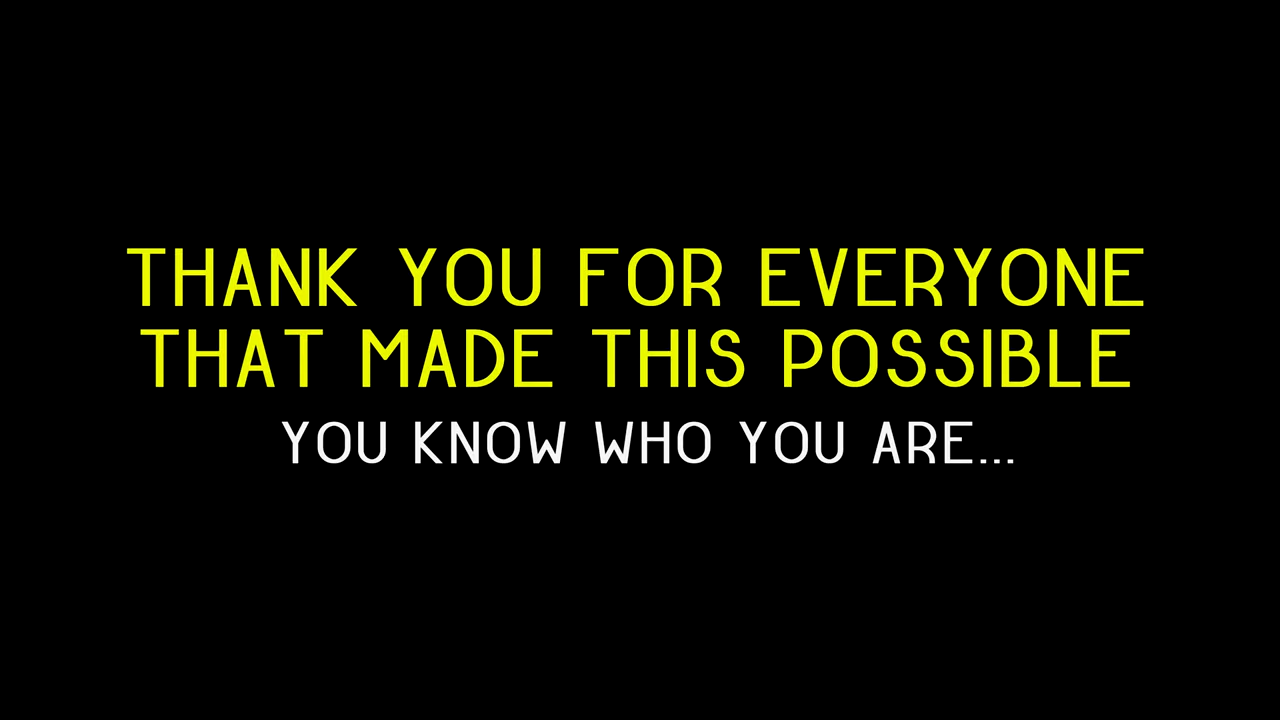 THANK YOU FOR EVERYONE
THAT MADE THIS POSSIBLE
YOU KNOW WHO YOU ARE...